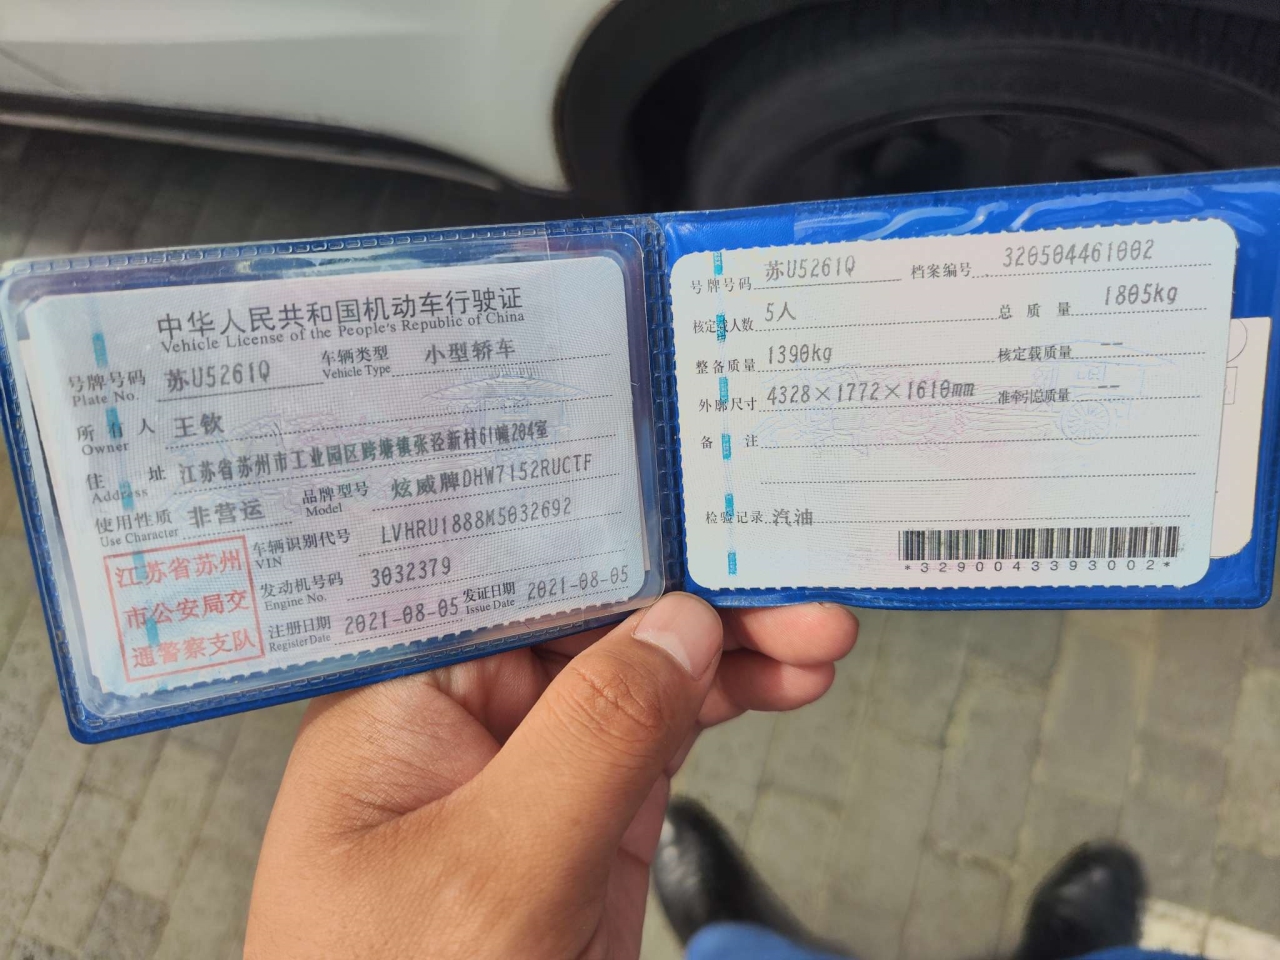 中华人民共和国机动车行驶证
Vehicle License of the People's Republic of China
号牌号码 苏U5261Q 车辆类型 小型轿车
Plate No. Vehicle Type
所有人 王钦
Owner
住址 江苏省苏州市工业园区跨塘镇张泾新村61幢204室
Address
使用性质 非营运 品牌型号 炫威牌DHW7152RUCTF
Use Character Model
车辆识别代号 LVHRU1888M5032692
VIN
发动机号码 3032379
Engine No.
注册日期 2021-08-05 发证日期 2021-08-05
Register Date Issue Date
江苏省苏州
市公安局交
通警察支队
号牌号码 苏U5261Q 档案编号 320504461002
核定载人数 5人 总质量 1805kg
整备质量 1390kg 核定载质量 --
外廓尺寸 4328×1772×1610mm 准牵引总质量 --
备注
检验记录 汽油
*3290043393002*